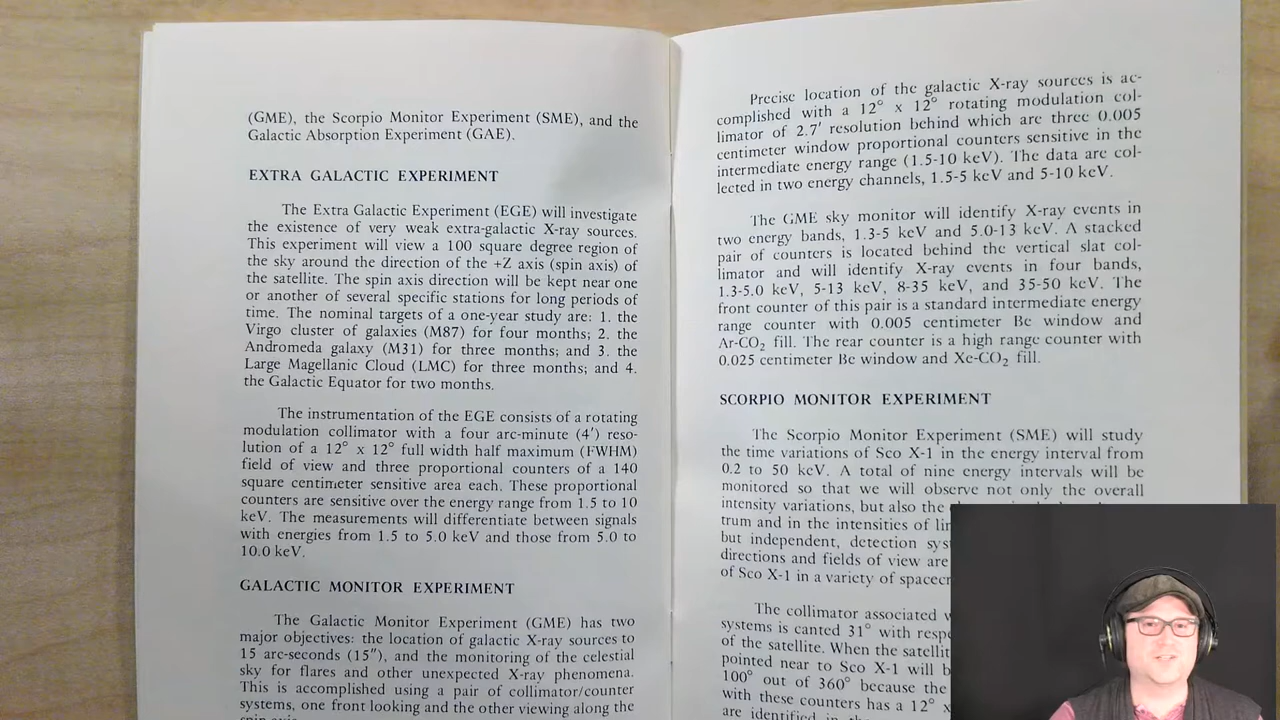 (GME), the Scorpio Monitor Experiment (SME), and the
Galactic Absorption Experiment (GAE).
EXTRA GALACTIC EXPERIMENT
The Extra Galactic Experiment (EGE) will investigate
the existence of very weak extra-galactic X-ray sources.
This experiment will view a 100 square degree region of
the sky around the direction of the +Z axis (spin axis) of
the satellite. The spin axis direction will be kept near one
or another of several specific stations for long periods of
time. The nominal targets of a one-year study are: 1. the
Virgo cluster of galaxies (M87) for four months; 2. the
Andromeda galaxy (M31) for three months; and 3. the
Large Magellanic Cloud (LMC) for three months; and 4.
the Galactic Equator for two months.
The instrumentation of the EGE consists of a rotating
modulation collimator with a four arc-minute (4′) reso-
lution of a 12° x 12° full width half maximum (FWHM)
field of view and three proportional counters of a 140
square centimeter sensitive area each. These proportional
counters are sensitive over the energy range from 1.5 to 10
keV. The measurements will differentiate between signals
with energies from 1.5 to 5.0 keV and those from 5.0 to
10.0 keV.
GALACTIC MONITOR EXPERIMENT
The Galactic Monitor Experiment (GME) has two
major objectives: the location of galactic X-ray sources to
15 arc-seconds (15″), and the monitoring of the celestial
sky for flares and other unexpected X-ray phenomena.
This is accomplished using a pair of collimator/counter
systems, one front looking and the other viewing along the
Precise location of the galactic X-ray sources is ac-
complished with a 12° x 12° rotating modulation col-
limator of 2.7′ resolution behind which are three 0.005
centimeter window proportional counters sensitive in the
intermediate energy range (1.5-10 keV). The data are col-
lected in two energy channels, 1.5-5 keV and 5-10 keV.
The GME sky monitor will identify X-ray events in
two energy bands, 1.3-5 keV and 5.0-13 keV. A stacked
pair of counters is located behind the vertical slat col-
limator and will identify X-ray events in four bands,
1.3-5.0 keV, 5-13 keV, 8-35 keV, and 35-50 keV. The
front counter of this pair is a standard intermediate energy
range counter with 0.005 centimeter Be window and
Ar-CO₂ fill. The rear counter is a high range counter with
0.025 centimeter Be window and Xe-CO₂ fill.
SCORPIO MONITOR EXPERIMENT
The Scorpio Monitor Experiment (SME) will study
the time variations of Sco X-1 in the energy interval from
0.2 to 50 keV. A total of nine energy intervals will be
monitored so that we will observe not only the overall
intensity variations, but also the
trum and in the intensities of
but independent, detection
directions and fields of view are
of Sco X-1 in a variety of
The collimator associated
systems is canted 31° with
of the satellite. When the
pointed near to Sco X-1 will
100° out of 360° because the
with these counters has a 12°
are identified in